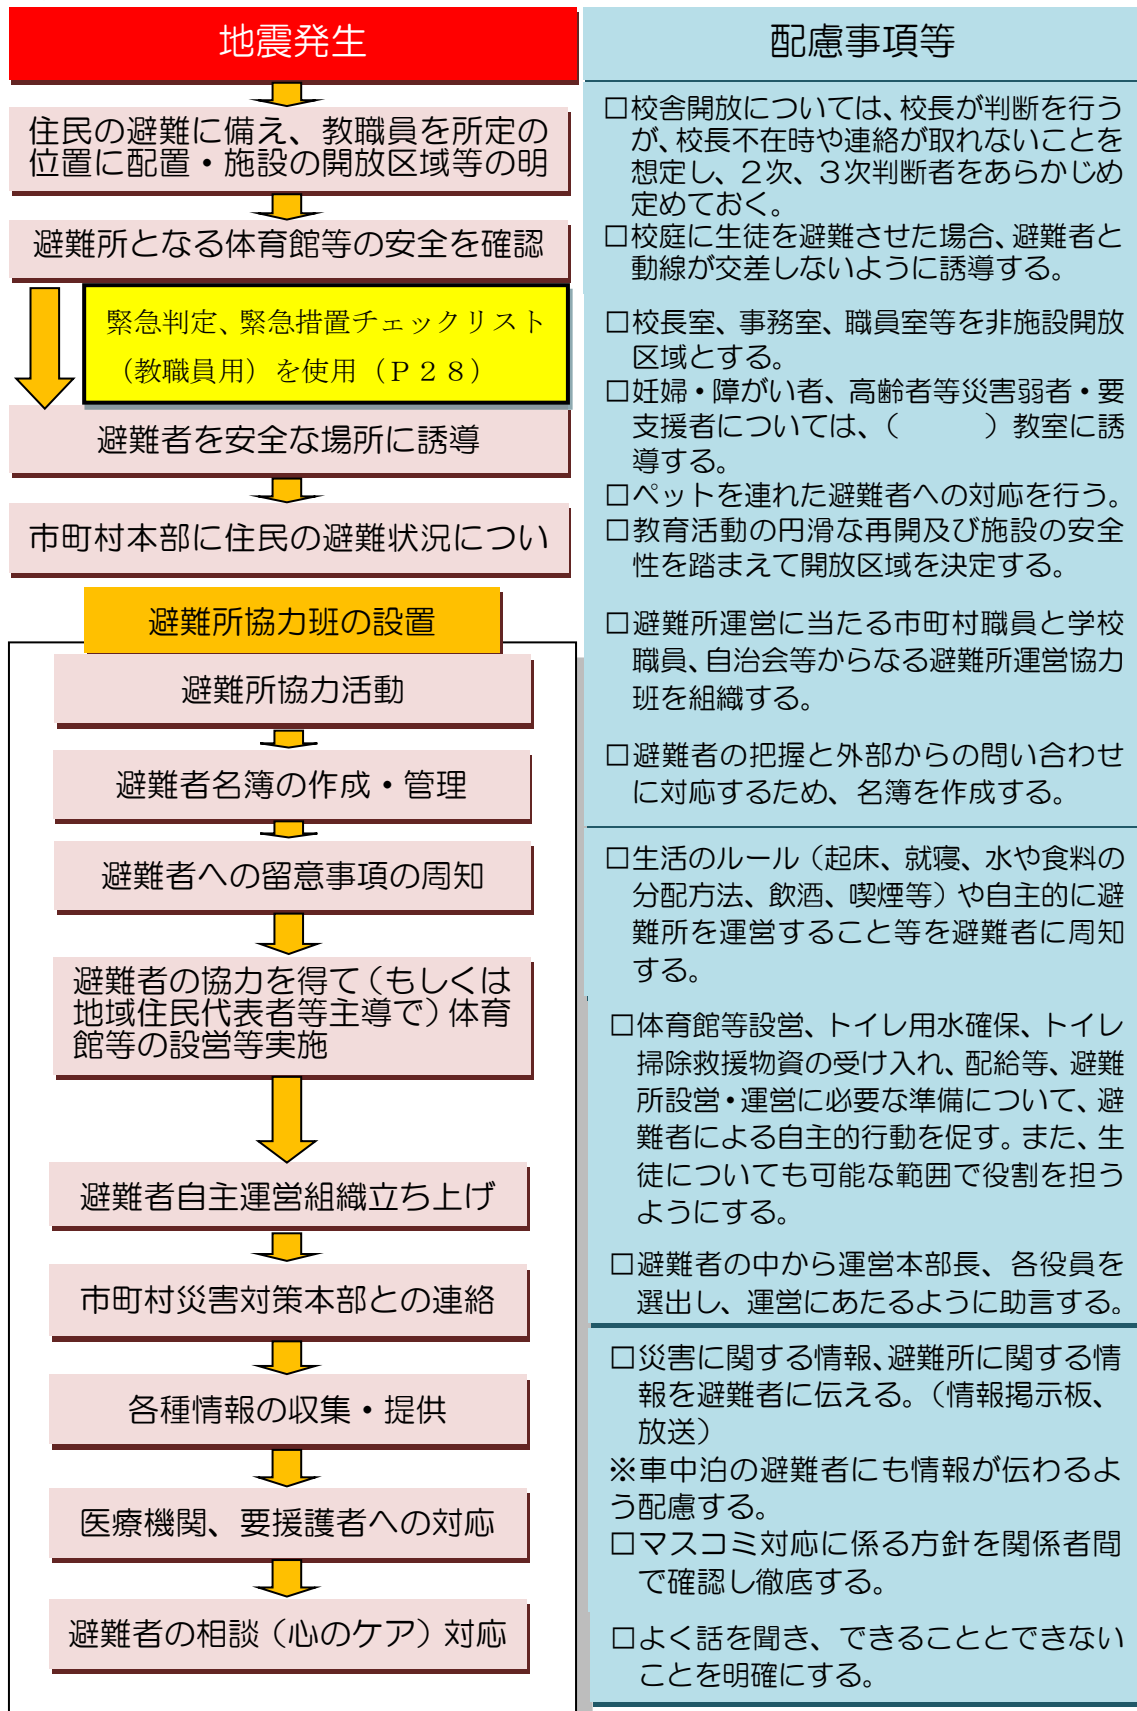 地震発生
住民の避難に備え、教職員を所定の
位置に配置・施設の開放区域等の明
避難所となる体育館等の安全を確認
緊急判定、緊急措置チェックリスト
（教職員用）を使用（Ｐ２８）
避難者を安全な場所に誘導
市町村本部に住民の避難状況につい
避難所協力班の設置
避難所協力活動
避難者名簿の作成・管理
避難者への留意事項の周知
避難者の協力を得て（もしくは
地域住民代表者等主導で）体育
館等の設営等実施
避難者自主運営組織立ち上げ
市町村災害対策本部との連絡
各種情報の収集・提供
医療機関、要援護者への対応
避難者の相談（心のケア）対応
配慮事項等
□校舎開放については、校長が判断を行う
が、校長不在時や連絡が取れないことを
想定し、２次、３次判断者をあらかじめ
定めておく。
□校庭に生徒を避難させた場合、避難者と
動線が交差しないように誘導する。
□校長室、事務室、職員室等を非施設開放
区域とする。
□妊婦・障がい者、高齢者等災害弱者・要
支援者については、（　　　）教室に誘
導する。
□ペットを連れた避難者への対応を行う。
□教育活動の円滑な再開及び施設の安全
性を踏まえて開放区域を決定する。
□避難所運営に当たる市町村職員と学校
職員、自治会等からなる避難所運営協力
班を組織する。
□避難者の把握と外部からの問い合わせ
に対応するため、名簿を作成する。
□生活のルール（起床、就寝、水や食料の
分配方法、飲酒、喫煙等）や自主的に避
難所を運営すること等を避難者に周知
する。
□体育館等設営、トイレ用水確保、トイレ
掃除救援物資の受け入れ、配給等、避難
所設営・運営に必要な準備について、避
難者による自主的行動を促す。また、生
徒についても可能な範囲で役割を担う
ようにする。
□避難者の中から運営本部長、各役員を
選出し、運営にあたるように助言する。
□災害に関する情報、避難所に関する情
報を避難者に伝える。（情報掲示板、
放送）
※車中泊の避難者にも情報が伝わるよ
う配慮する。
□マスコミ対応に係る方針を関係者間
で確認し徹底する。
□よく話を聞き、できることとできない
ことを明確にする。